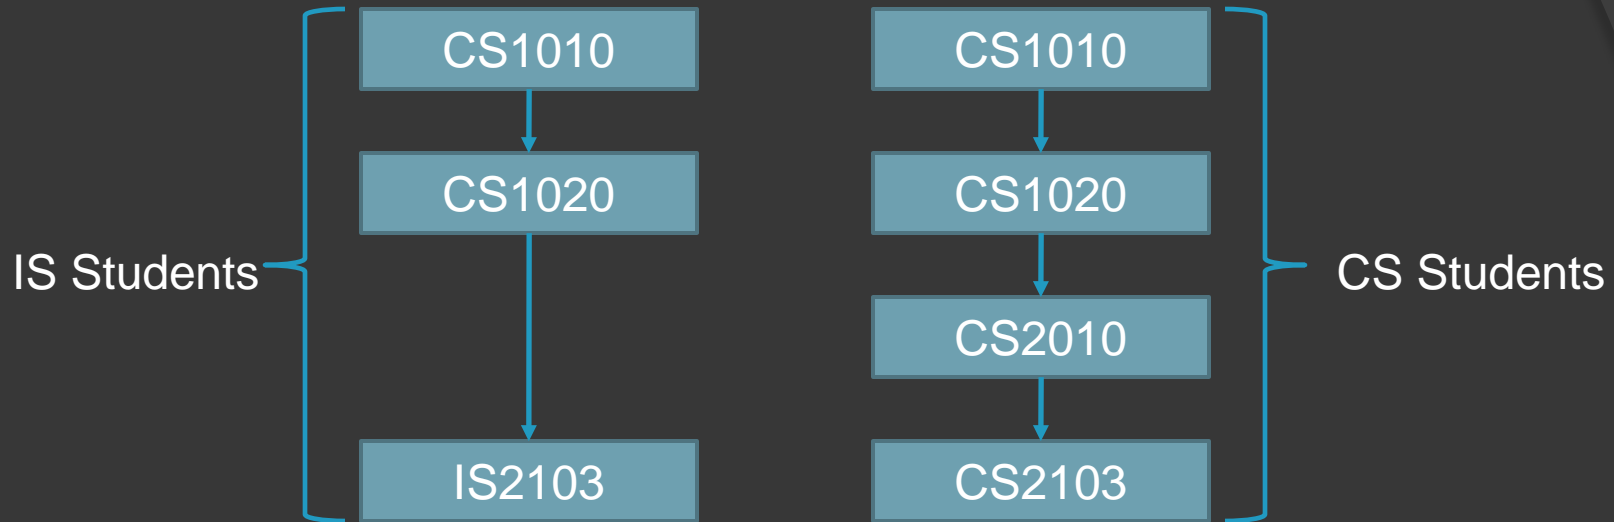 IS Students
CS1010
CS1020
IS2103
CS1010
CS1020
CS2010
CS2103
CS Students